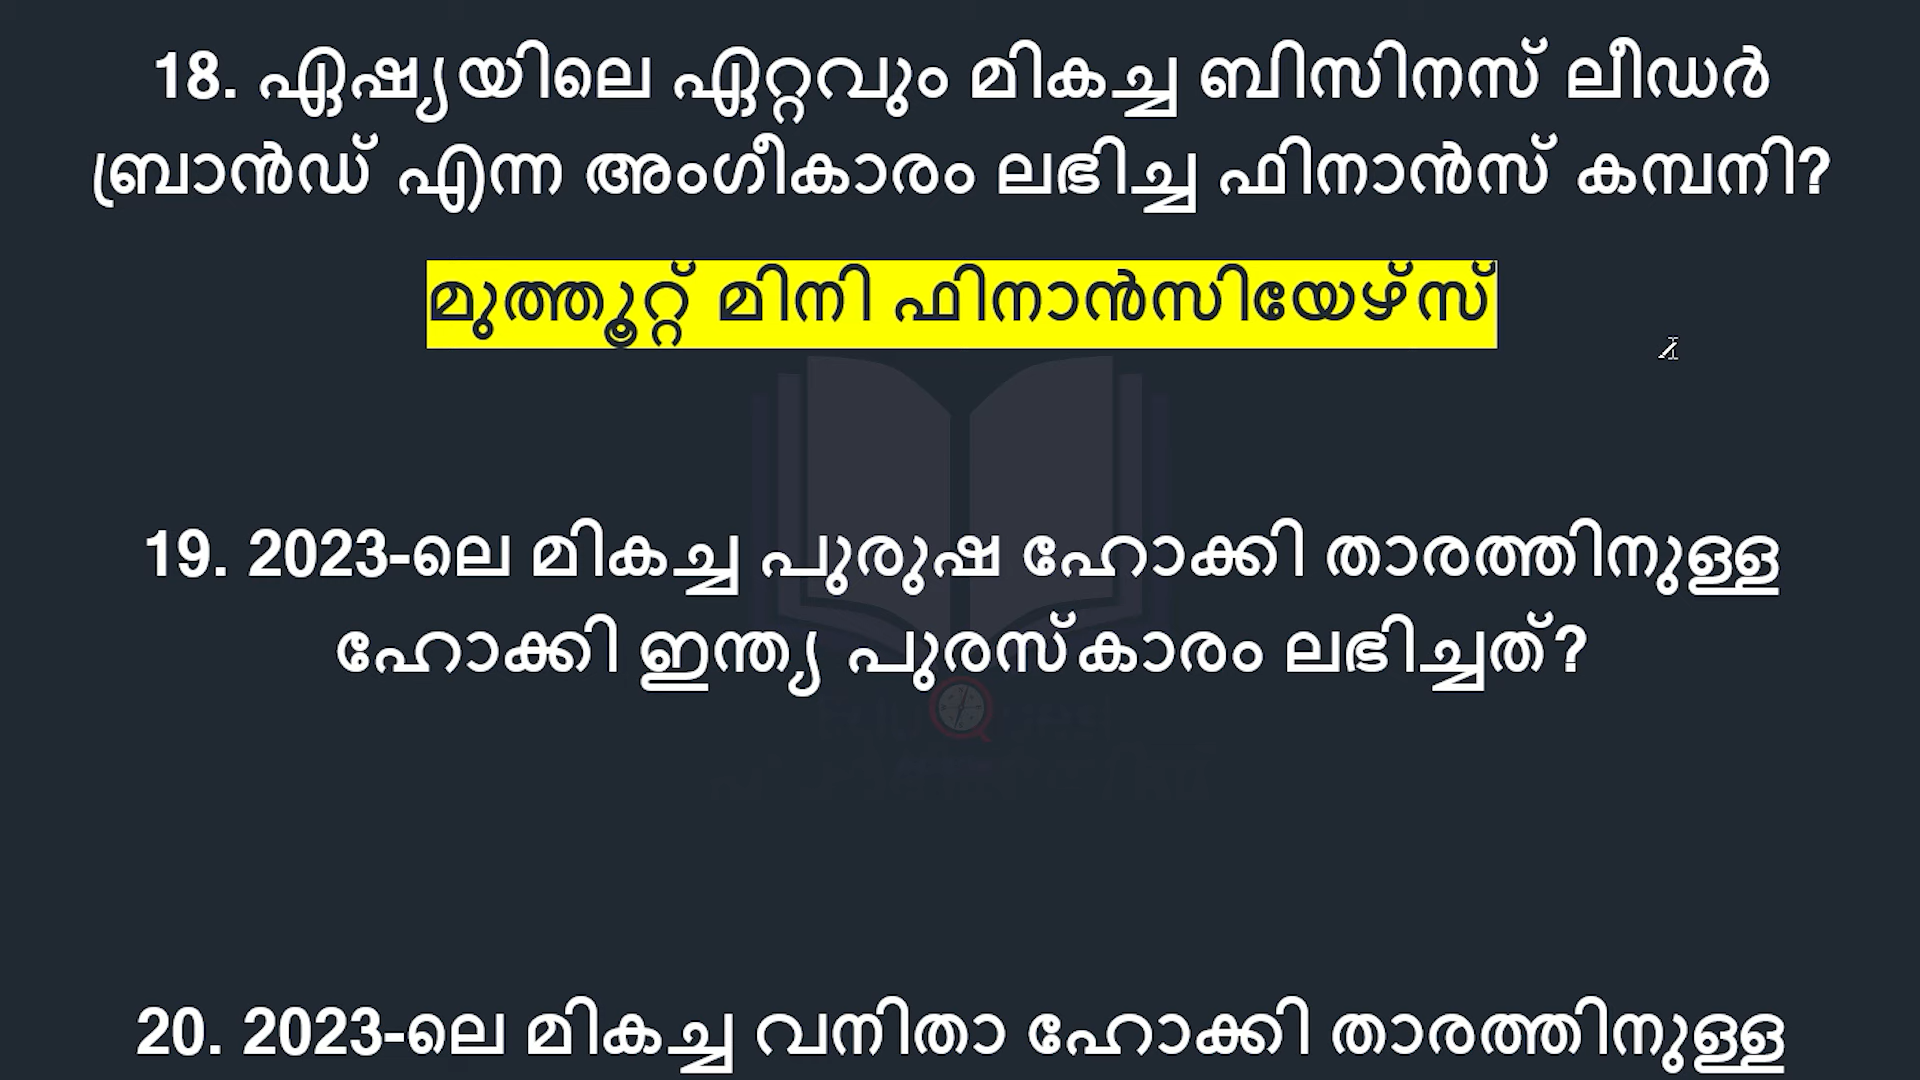 18. ഏഷ്യയിലെ ഏറ്റവും മികച്ച ബിസിനസ് ലീഡർ
ബ്രാൻഡ് എന്ന അംഗീകാരം ലഭിച്ച ഫിനാൻസ് കമ്പനി?
മുത്തൂറ്റ് മിനി ഫിനാൻസിയേഴ്സ്
19. 2023-ലെ മികച്ച പുരുഷ ഹോക്കി താരത്തിനുള്ള
ഹോക്കി ഇന്ത്യ പുരസ്കാരം ലഭിച്ചത്?
20. 2023-ലെ മികച്ച വനിതാ ഹോക്കി താരത്തിനുള്ള